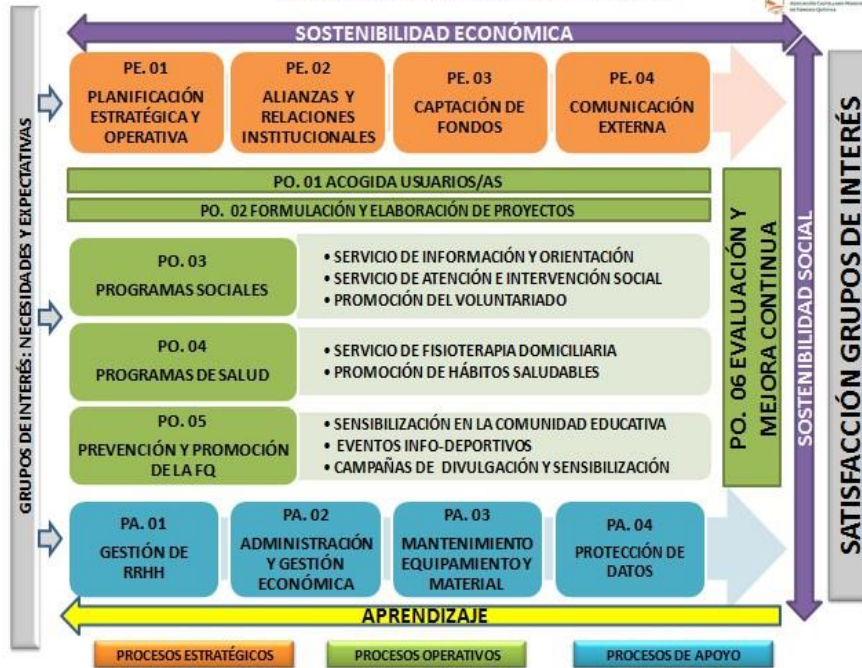 SOSTENIBILIDAD ECONÓMICA
GRUPOS DE INTERÉS: NECESIDADES Y EXPECTATIVAS
PE. 01
PLANIFICACIÓN
ESTRATÉGICA Y
OPERATIVA
PE. 02
ALIANZAS Y
RELACIONES
INSTITUCIONALES
PE. 03
CAPTACIÓN DE
FONDOS
PE. 04
COMUNICACIÓN
EXTERNA
PO. 01 ACOGIDA USUARIOS/AS
PO. 02 FORMULACIÓN Y ELABORACIÓN DE PROYECTOS
PO. 03
PROGRAMAS SOCIALES
• SERVICIO DE INFORMACIÓN Y ORIENTACIÓN
• SERVICIO DE ATENCIÓN E INTERVENCIÓN SOCIAL
• PROMOCIÓN DEL VOLUNTARIADO
PO. 04
PROGRAMAS DE SALUD
• SERVICIO DE FISIOTERAPIA DOMICILIARIA
• PROMOCIÓN DE HÁBITOS SALUDABLES
PO. 05
PREVENCIÓN Y PROMOCIÓN
DE LA FQ
• SENSIBILIZACIÓN EN LA COMUNIDAD EDUCATIVA
• EVENTOS INFO-DEPORTIVOS
• CAMPAÑAS DE DIVULGACIÓN Y SENSIBILIZACIÓN
PO. 06 EVALUACIÓN Y
MEJORA CONTINUA
SOSTENIBILIDAD SOCIAL
SATISFACCIÓN GRUPOS DE INTERÉS
PA. 01
GESTIÓN DE
RRHH
PA. 02
ADMINISTRACIÓN
Y GESTIÓN
ECONÓMICA
PA. 03
MANTENIMIENTO
EQUIPAMIENTO Y
MATERIAL
PA. 04
PROTECCIÓN DE
DATOS
APRENDIZAJE
PROCESOS ESTRATÉGICOS
PROCESOS OPERATIVOS
PROCESOS DE APOYO